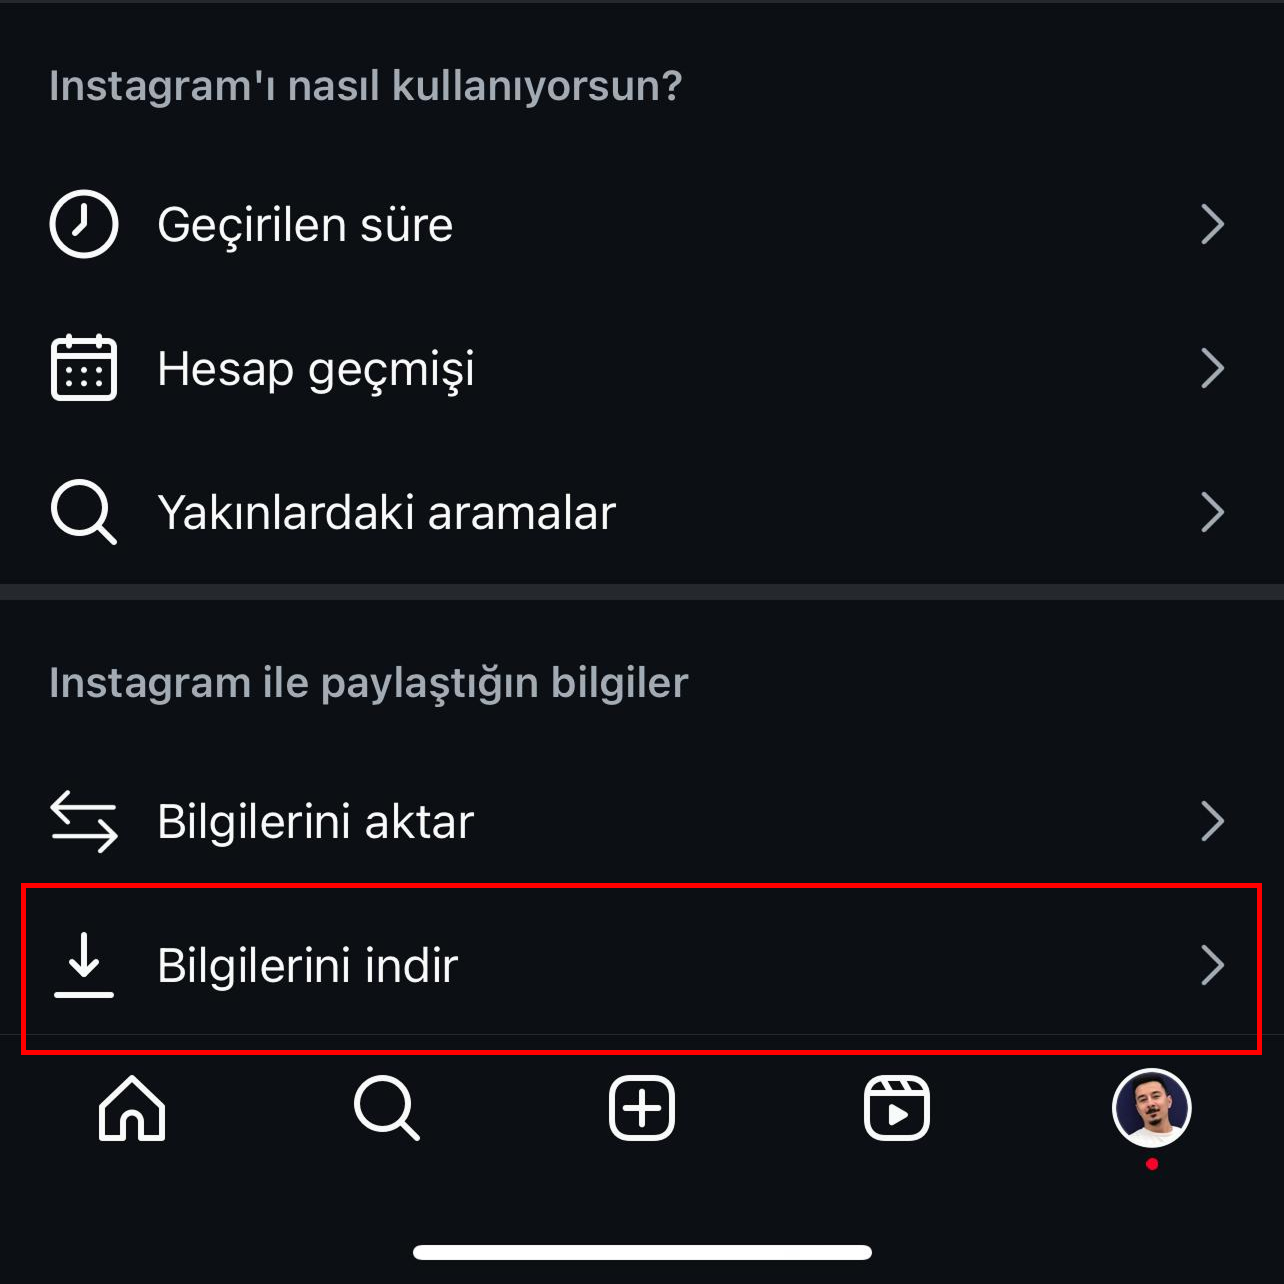 Instagram'ı nasıl kullanıyorsun?
Geçirilen süre
Hesap geçmişi
Yakınlardaki aramalar
Instagram ile paylaştığın bilgiler
Bilgilerini aktar
Bilgilerini indir